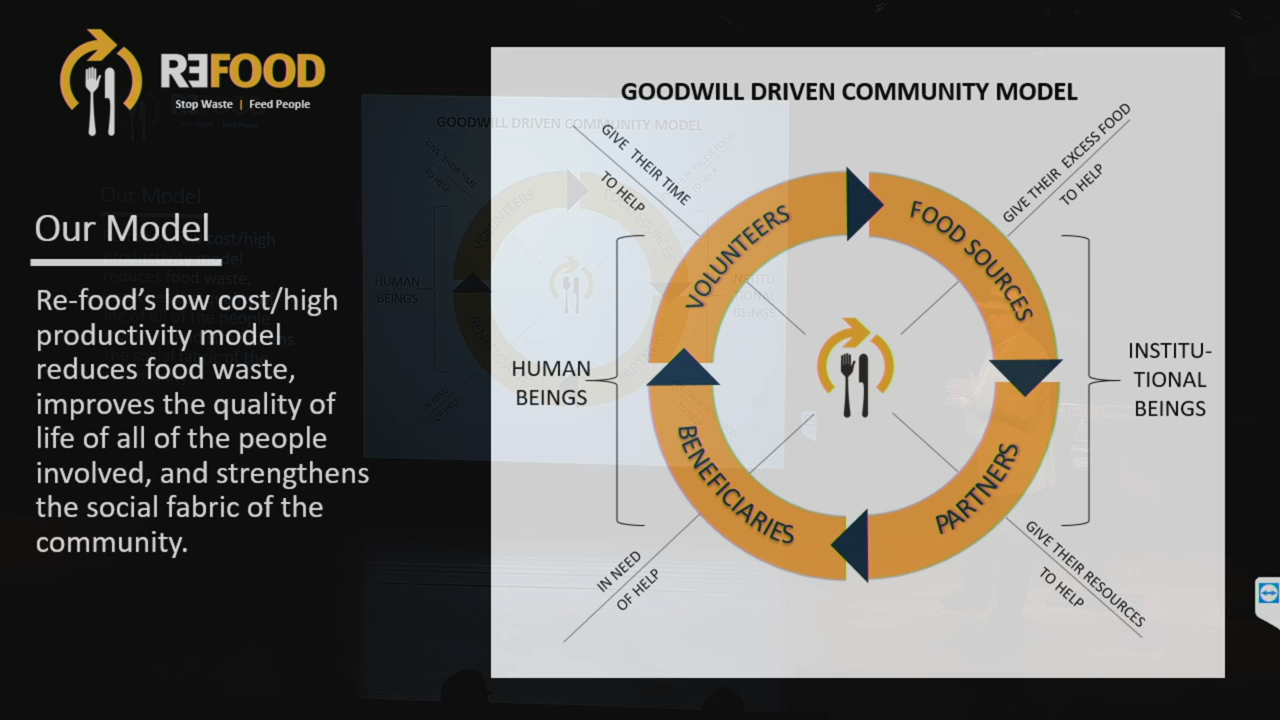 REFOOD
Stop Waste | Feed People
Our Model
Re-food's low cost/high
productivity model
reduces food waste,
improves the quality of
life of all of the people
involved, and strengthens
the social fabric of the
community.
GOODWILL DRIVEN COMMUNITY MODEL
GIVE THEIR TIME
TO HELP
GIVE THEIR EXCESS FOOD
TO HELP
VOLUNTEERS
FOOD SOURCES
HUMAN
BEINGS
INSTITU-
TIONAL
BEINGS
BENEFICIARIES
PARTNERS
IN NEED
OF HELP
GIVE THEIR RESOURCES
TO HELP